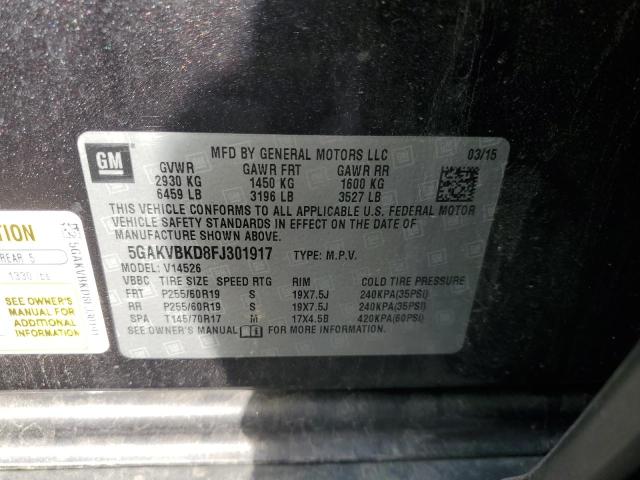 GM
MFD BY GENERAL MOTORS LLC 03/15
GVWR GAWR FRT GAWR RR
2930 KG 1450 KG 1600 KG
6459 LB 3196 LB 3527 LB
THIS VEHICLE CONFORMS TO ALL APPLICABLE U.S. FEDERAL MOTOR
VEHICLE SAFETY STANDARDS IN EFFECT ON THE DATE OF
MANUFACTURE SHOWN ABOVE.
5GAKVBKD8FJ301917 TYPE: M.P.V.
MODEL: V14526
VBBC TIRE SIZE SPEED RTG RIM COLD TIRE PRESSURE
FRT P255/60R19 S 19X7.5J 240KPA(35PSI)
RR P255/60R19 S 19X7.5J 240KPA(35PSI)
SPA T145/70R17 M 17X4.5B 420KPA(60PSI)
SEE OWNER'S MANUAL FOR MORE INFORMATION.
REAR 5
SEE OWNER'S
MANUAL FOR
ADDITIONAL
INFORMATION